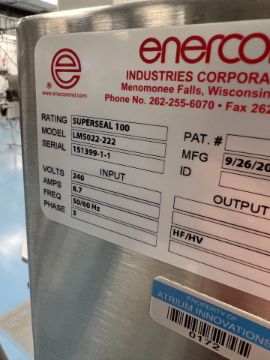 enercon
INDUSTRIES CORPORA
Menomonee Falls, Wisconsin
Phone No. 262-255-6070 • Fax 26
e
®
www.enerconind.com
RATING SUPERSEAL 100
MODEL LM5022-222
SERIAL 151399-1-1
PAT. #
MFG 9/26/20
ID
INPUT
VOLTS 240
AMPS 8.7
FREQ 50/60 Hz
PHASE 3
OUTPUT
HF/HV
PROPERTY OF
ATRIUM INNOVATIONS
0172